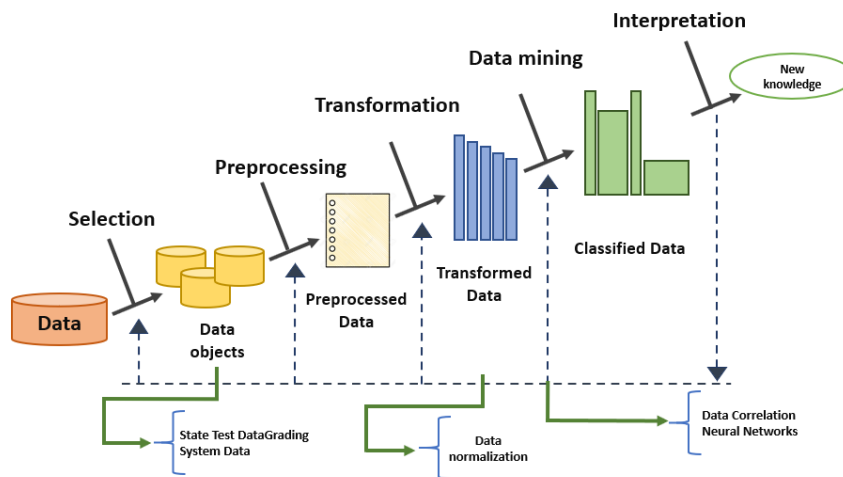 Interpretation
Data mining
New
knowledge
Transformation
Preprocessing
Selection
Classified Data
Transformed
Data
Preprocessed
Data
Data
Data
objects
State Test DataGrading
System Data
Data
normalization
Data Correlation
Neural Networks